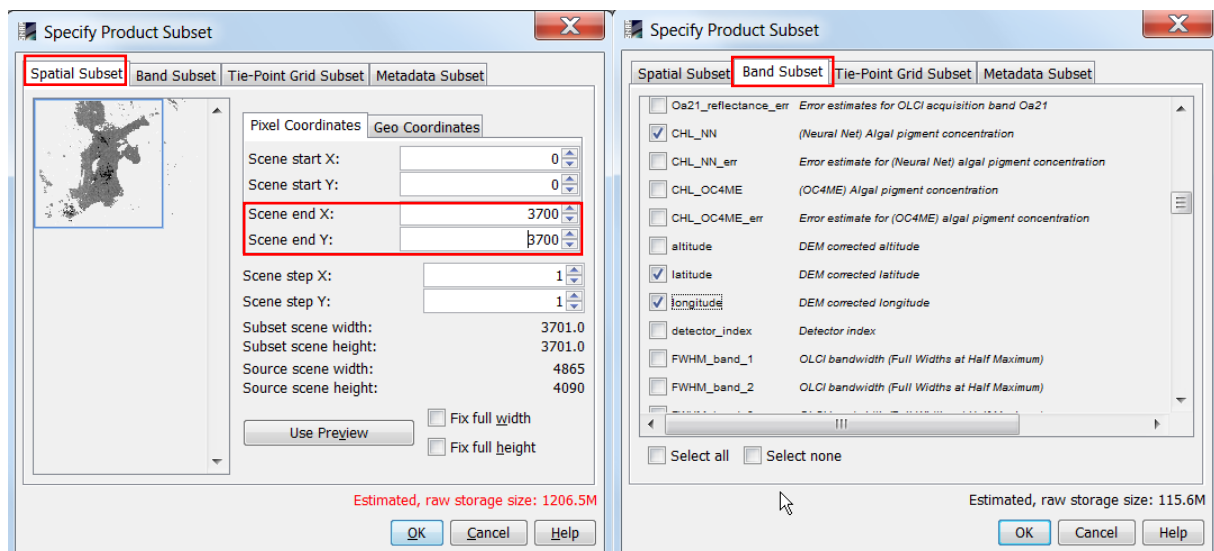 Specify Product Subset
Spatial Subset Band Subset Tie-Point Grid Subset Metadata Subset
Pixel Coordinates Geo Coordinates
Scene start X: 0
Scene start Y: 0
Scene end X: 3700
Scene end Y: 3700
Scene step X: 1
Scene step Y: 1
Subset scene width: 3701.0
Subset scene height: 3701.0
Source scene width: 4865
Source scene height: 4090
Use Preview
Fix full width
Fix full height
Estimated, raw storage size: 1206.5M
OK Cancel Help
Specify Product Subset
Spatial Subset Band Subset Tie-Point Grid Subset Metadata Subset
Oa21_reflectance_err Error estimates for OLCI acquisition band Oa21
CHL_NN (Neural Net) Algal pigment concentration
CHL_NN_err Error estimate for (Neural Net) algal pigment concentration
CHL_OC4ME (OC4ME) Algal pigment concentration
CHL_OC4ME_err Error estimate for (OC4ME) algal pigment concentration
altitude DEM corrected altitude
latitude DEM corrected latitude
longitude DEM corrected longitude
detector_index Detector index
FWHM_band_1 OLCI bandwidth (Full Widths at Half Maximum)
FWHM_band_2 OLCI bandwidth (Full Widths at Half Maximum)
Select all Select none
Estimated, raw storage size: 115.6M
OK Cancel Help